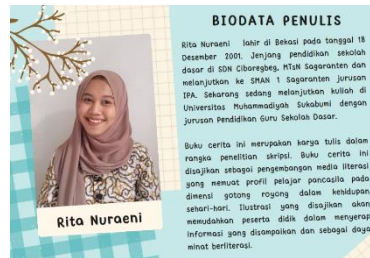 BIODATA PENULIS
Rita Nuraeni lahir di Bekasi pada tanggal 18
Desember 2001. Jenjang pendidikan sekolah
dasar di SDN Ciboregbeg, MTsN Sagaranten dan
melanjutkan ke SMAN 1 Sagaranten jurusan
IPA. Sekarang sedang melanjutkan kuliah di
Universitas Muhammadiyah Sukabumi dengan
jurusan Pendidikan Guru Sekolah Dasar.
Buku cerita ini merupakan karya tulis dalam
rangka penelitian skripsi. Buku cerita ini
disajikan sebagai pengembangan media literasi
yang memuat profil pelajar pancasila pada
dimensi gotong royong dalam kehidupan
sehari-hari. Ilustrasi yang disajikan akan
memudahkan peserta didik dalam menyerap
informasi yang disampaikan dan sebagai daya
minat berliterasi.
Rita Nuraeni